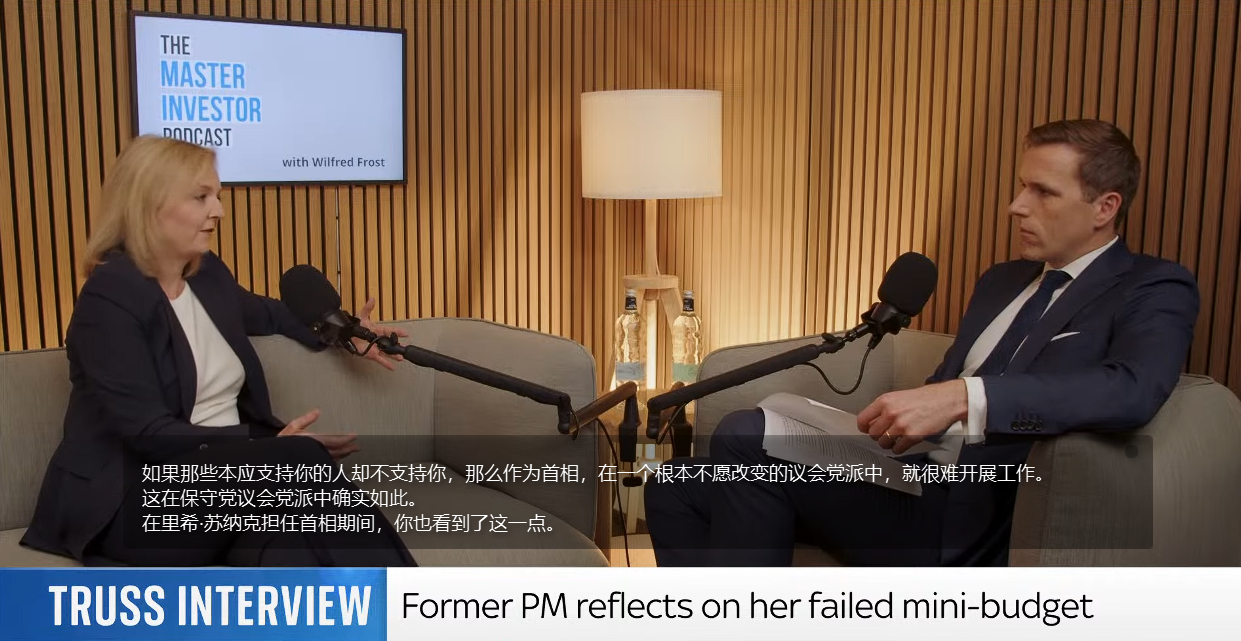 THE
MASTER
INVESTOR
PODCAST
with Wilfred Frost
如果那些本应支持你的人却不支持你，那么作为首相，在一个根本不愿改变的议会党派中，就很难开展工作。
这在保守党议会党派中确实如此。
在里希·苏纳克担任首相期间，你也看到了这一点。
TRUSS INTERVIEW
Former PM reflects on her failed mini-budget